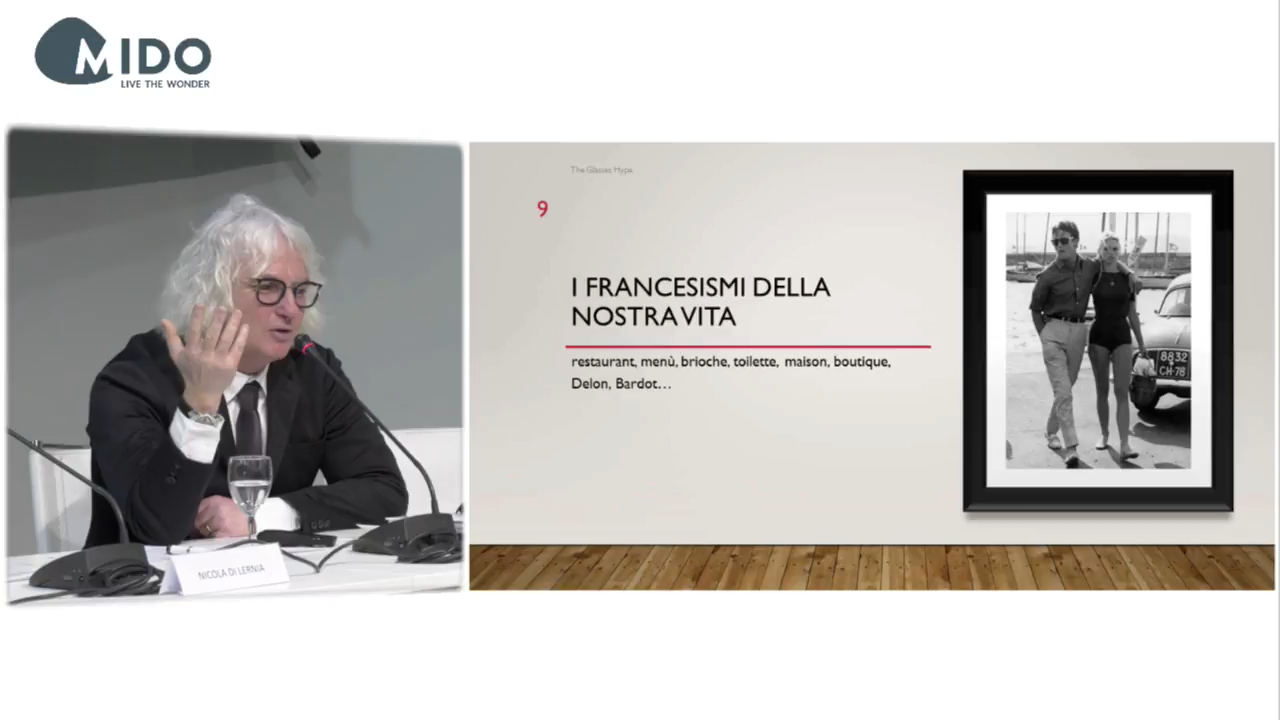 MIDO
LIVE THE WONDER
The Glasses Hype
9
I FRANCESISMI DELLA
NOSTRA VITA
restaurant, menù, brioche, toilette, maison, boutique,
Delon, Bardot…
8832
CH·78
NICOLA DI LERNIA